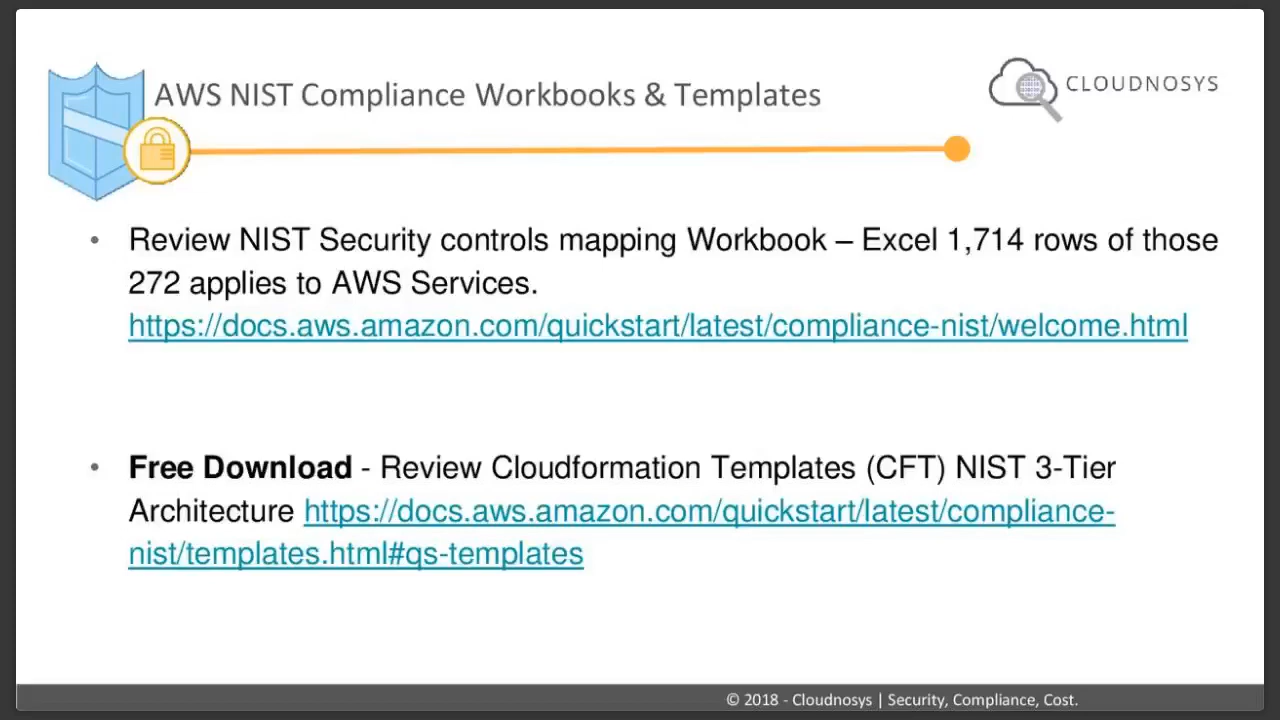 AWS NIST Compliance Workbooks & Templates
CLOUDNOSYS
• Review NIST Security controls mapping Workbook – Excel 1,714 rows of those
272 applies to AWS Services.
https://docs.aws.amazon.com/quickstart/latest/compliance-nist/welcome.html
• Free Download - Review Cloudformation Templates (CFT) NIST 3-Tier
Architecture https://docs.aws.amazon.com/quickstart/latest/compliance-
nist/templates.html#qs-templates
© 2018 - Cloudnosys | Security, Compliance, Cost.